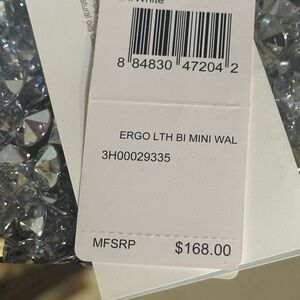 White
8 84830 47204 2
ERGO LTH BI MINI WAL
3H00029335
MFSRP $168.00